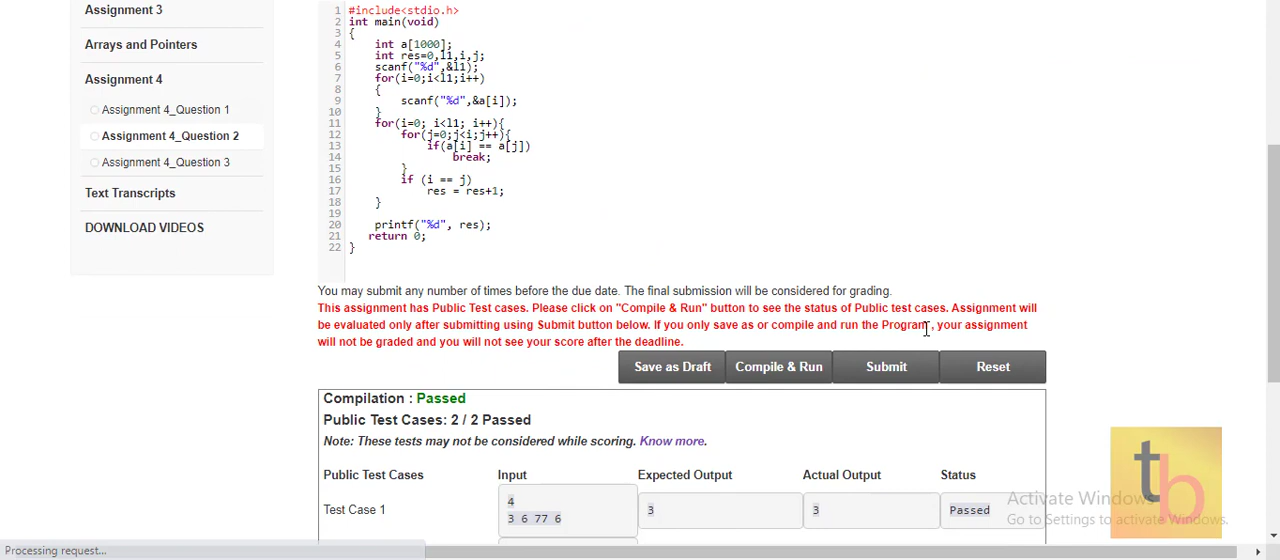 Assignment 3
Arrays and Pointers
Assignment 4
Assignment 4_Question 1
Assignment 4_Question 2
Assignment 4_Question 3
Text Transcripts
DOWNLOAD VIDEOS
1 #include<stdio.h>
2 int main(void)
3 {
4 int a[1000];
5 int res=0,l1,i,j;
6 scanf("%d",&l1);
7 for(i=0;i<l1;i++)
8 {
9 scanf("%d",&a[i]);
10 }
11 for(i=0; i<l1; i++){
12 for(j=0;j<i;j++){
13 if(a[i] == a[j])
14 break;
15 }
16 if (i == j)
17 res = res+1;
18 }
19
20 printf("%d", res);
21 return 0;
22 }
You may submit any number of times before the due date. The final submission will be considered for grading.
This assignment has Public Test cases. Please click on "Compile & Run" button to see the status of Public test cases. Assignment will
be evaluated only after submitting using Submit button below. If you only save as or compile and run the Program , your assignment
will not be graded and you will not see your score after the deadline.
Save as Draft Compile & Run Submit Reset
Compilation : Passed
Public Test Cases: 2 / 2 Passed
Note: These tests may not be considered while scoring. Know more.
Public Test Cases Input Expected Output Actual Output Status
Test Case 1
4
3 6 77 6
3 3 Passed
tb
Activate Windows
Go to Settings to activate Windows.
Processing request...